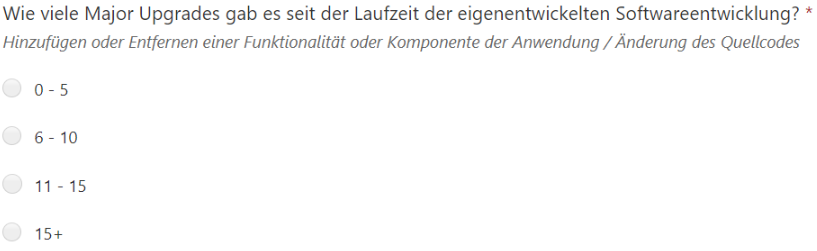 Wie viele Major Upgrades gab es seit der Laufzeit der eigenentwickelten Softwareentwicklung? *
Hinzufügen oder Entfernen einer Funktionalität oder Komponente der Anwendung / Änderung des Quellcodes
0 - 5
6 - 10
11 - 15
15+